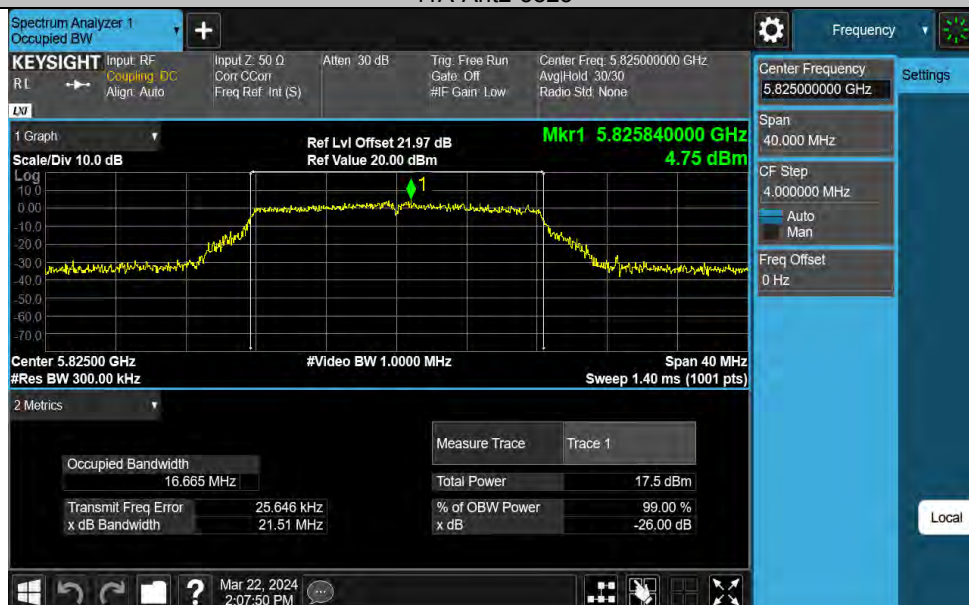 Spectrum Analyzer 1
Occupied BW
Frequency
KEYSIGHT Input: RF Input Z: 50 Ω Atten: 30 dB Trig: Free Run Center Freq: 5.825000000 GHz
RL Coupling: DC Corr CCorr Gate: Off Avg|Hold: 30/30
Align: Auto Freq Ref: Int (S) #IF Gain: Low Radio Std: None
LXI
Center Frequency
5.825000000 GHz
Settings
Span
40.000 MHz
CF Step
4.000000 MHz
Auto
Man
Freq Offset
0 Hz
1 Graph
Ref Lvl Offset 21.97 dB
Mkr1 5.825840000 GHz
Scale/Div 10.0 dB
Ref Value 20.00 dBm
4.75 dBm
Log
1
10.0
0.00
-10.0
-20.0
-30.0
-40.0
-50.0
-60.0
-70.0
Center 5.82500 GHz #Video BW 1.0000 MHz Span 40 MHz
#Res BW 300.00 kHz Sweep 1.40 ms (1001 pts)
2 Metrics
Measure Trace Trace 1
Occupied Bandwidth
16.665 MHz
Total Power 17.5 dBm
Transmit Freq Error 25.646 kHz % of OBW Power 99.00 %
x dB Bandwidth 21.51 MHz x dB -26.00 dB
Local
? Mar 22, 2024
2:07:50 PM